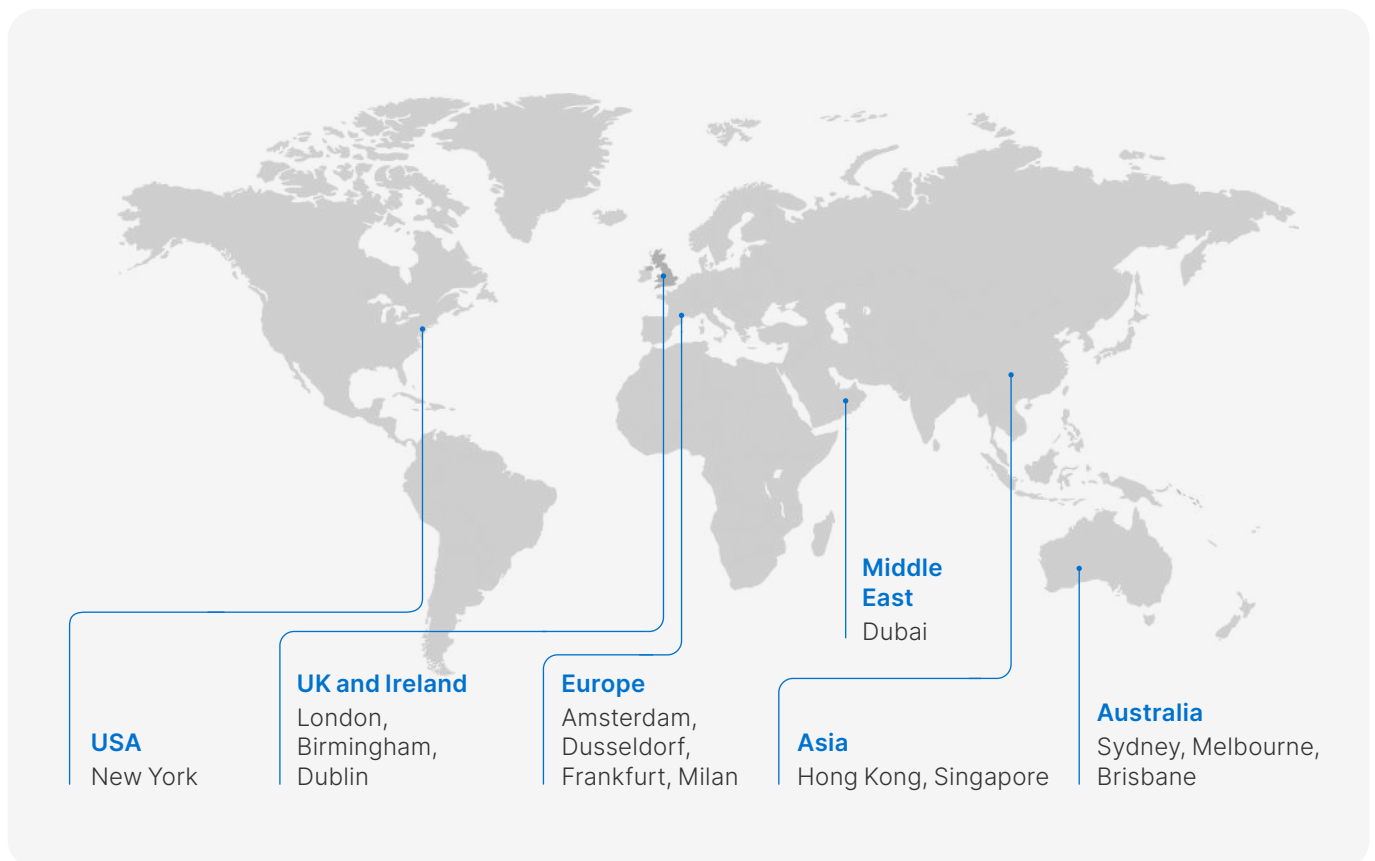 USA
New York
UK and Ireland
London,
Birmingham,
Dublin
Europe
Amsterdam,
Dusseldorf,
Frankfurt, Milan
Middle
East
Dubai
Asia
Hong Kong, Singapore
Australia
Sydney, Melbourne,
Brisbane